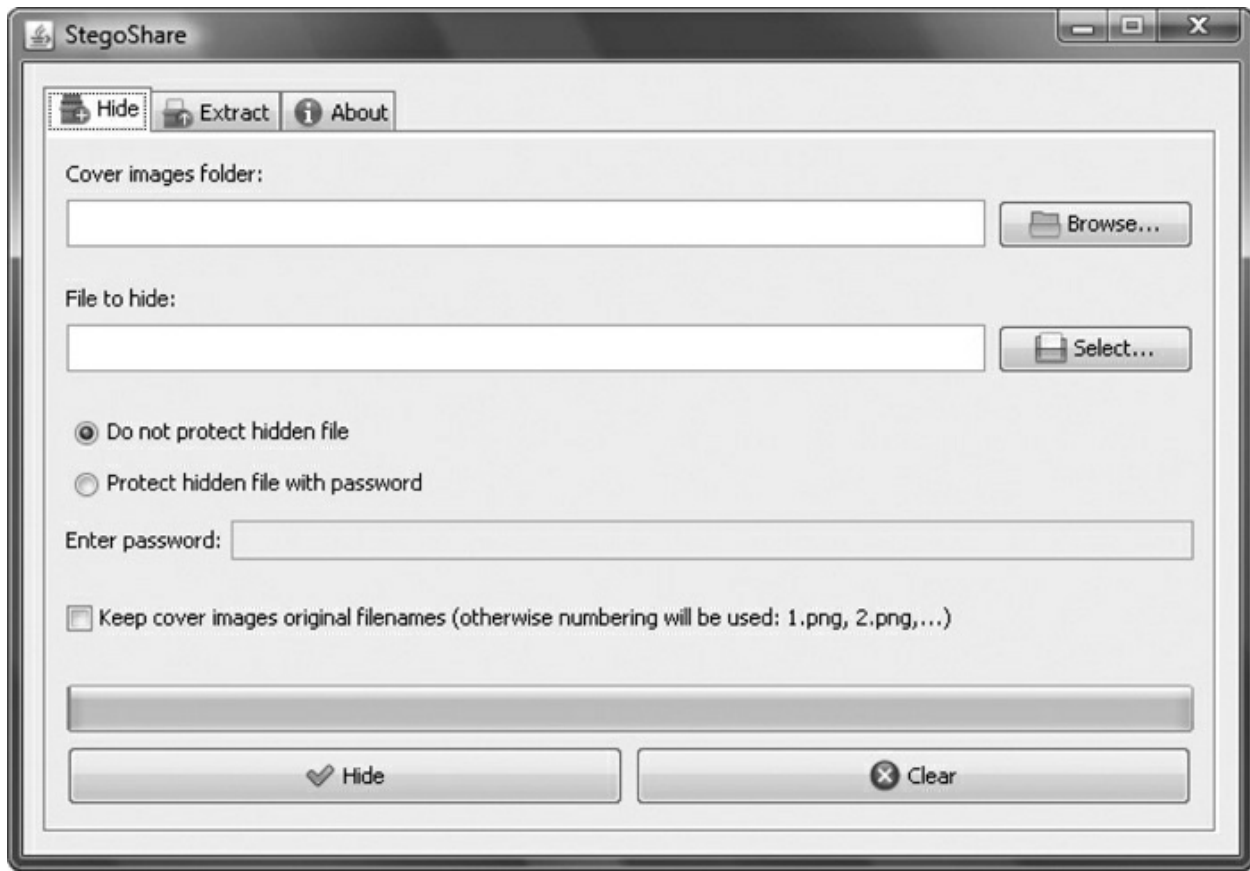 StegoShare
Hide Extract About
Cover images folder:
Browse...
File to hide:
Select...
Do not protect hidden file
Protect hidden file with password
Enter password:
Keep cover images original filenames (otherwise numbering will be used: 1.png, 2.png,...)
Hide Clear